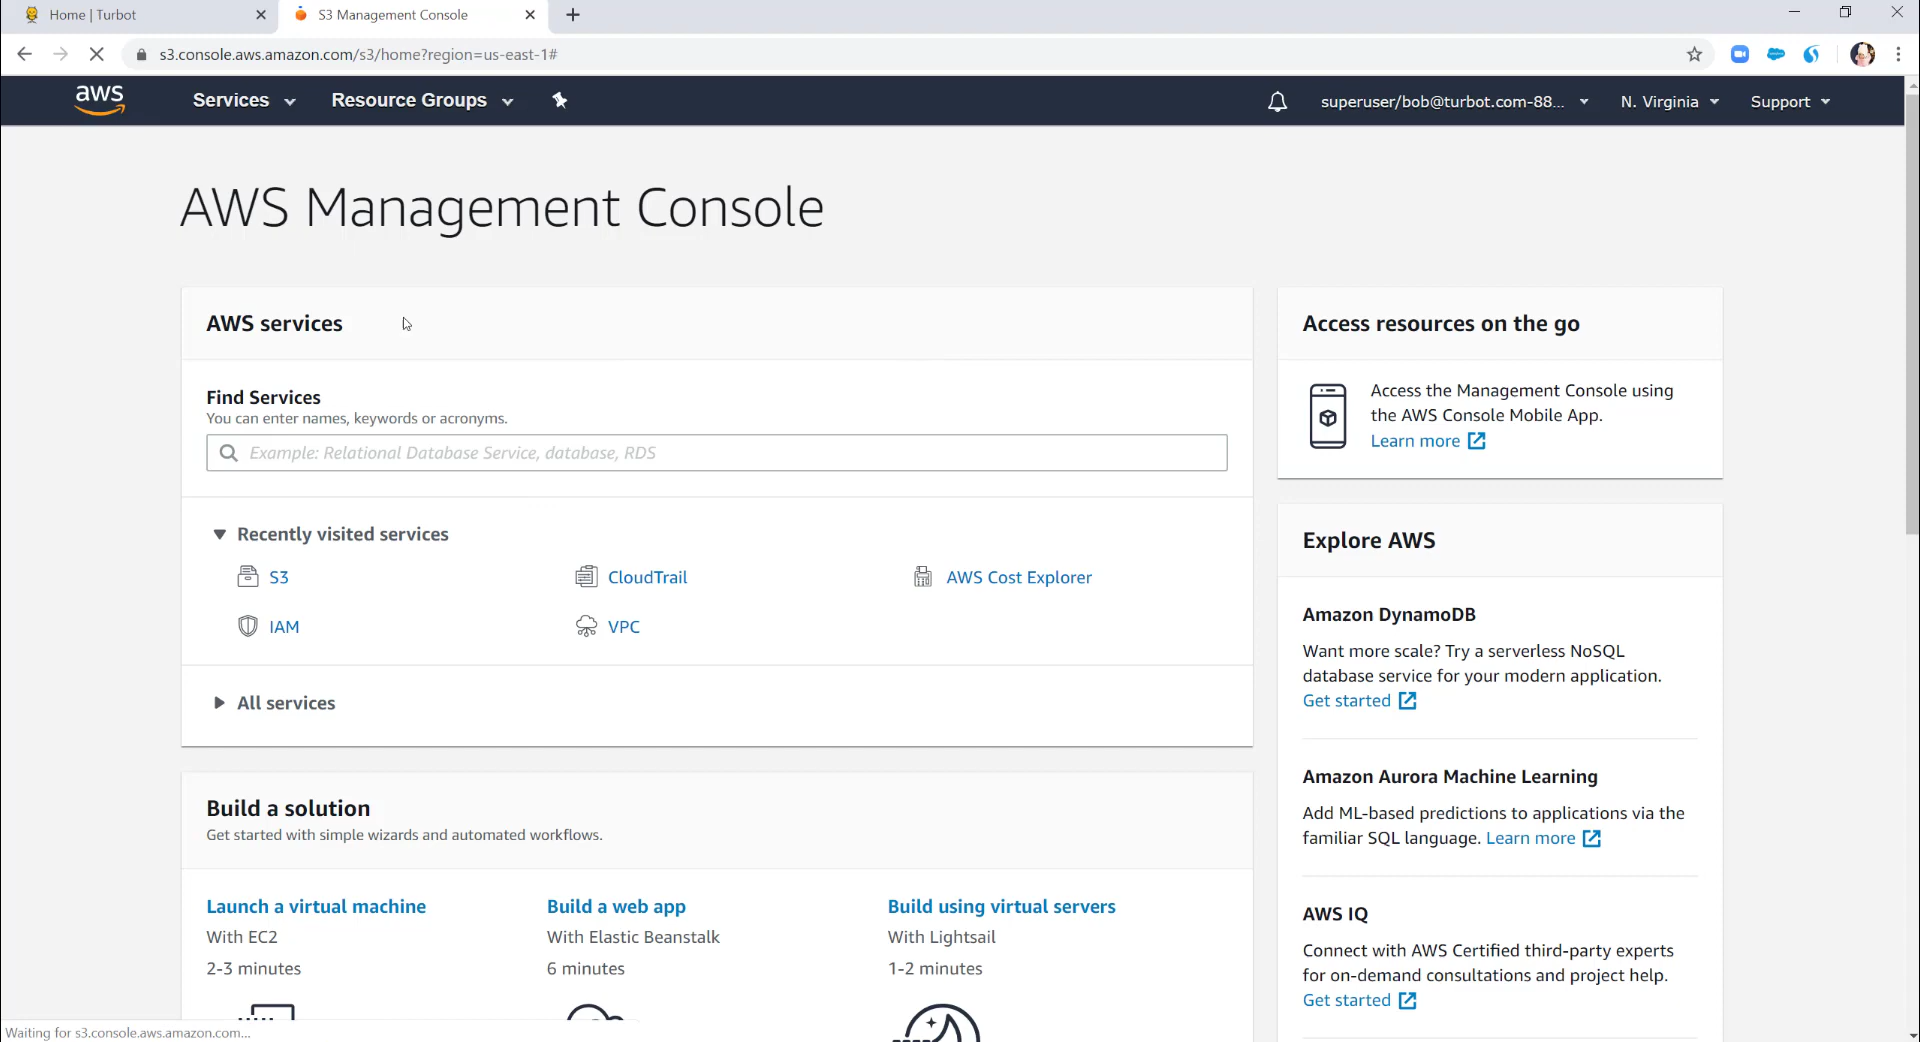 Home | Turbot
S3 Management Console
s3.console.aws.amazon.com/s3/home?region=us-east-1#
aws
Services
Resource Groups
superuser/bob@turbot.com-88...
N. Virginia
Support
AWS Management Console
AWS services
Find Services
You can enter names, keywords or acronyms.
Example: Relational Database Service, database, RDS
Recently visited services
S3
CloudTrail
AWS Cost Explorer
IAM
VPC
All services
Build a solution
Get started with simple wizards and automated workflows.
Launch a virtual machine
With EC2
2-3 minutes
Build a web app
With Elastic Beanstalk
6 minutes
Build using virtual servers
With Lightsail
1-2 minutes
Access resources on the go
Access the Management Console using
the AWS Console Mobile App.
Learn more
Explore AWS
Amazon DynamoDB
Want more scale? Try a serverless NoSQL
database service for your modern application.
Get started
Amazon Aurora Machine Learning
Add ML-based predictions to applications via the
familiar SQL language. Learn more
AWS IQ
Connect with AWS Certified third-party experts
for on-demand consultations and project help.
Get started
Waiting for s3.console.aws.amazon.com...